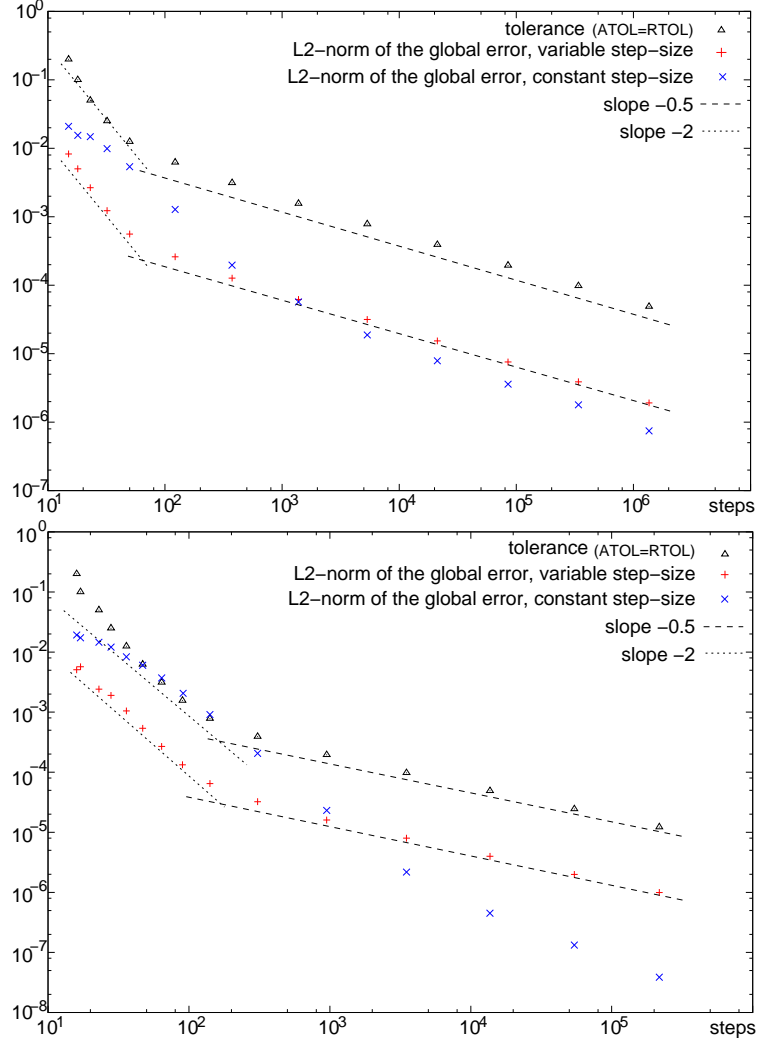 10^0
tolerance (ATOL=RTOL)
L2-norm of the global error, variable step-size
10^-1
L2-norm of the global error, constant step-size
slope -0.5
10^-2
slope -2
10^-3
10^-4
10^-5
10^-6
10^-7
10^1 10^2 10^3 10^4 10^5 10^6 steps
10^0
tolerance (ATOL=RTOL)
L2-norm of the global error, variable step-size
10^-1
L2-norm of the global error, constant step-size
slope -0.5
10^-2
slope -2
10^-3
10^-4
10^-5
10^-6
10^-7
10^-8
10^1 10^2 10^3 10^4 10^5 steps